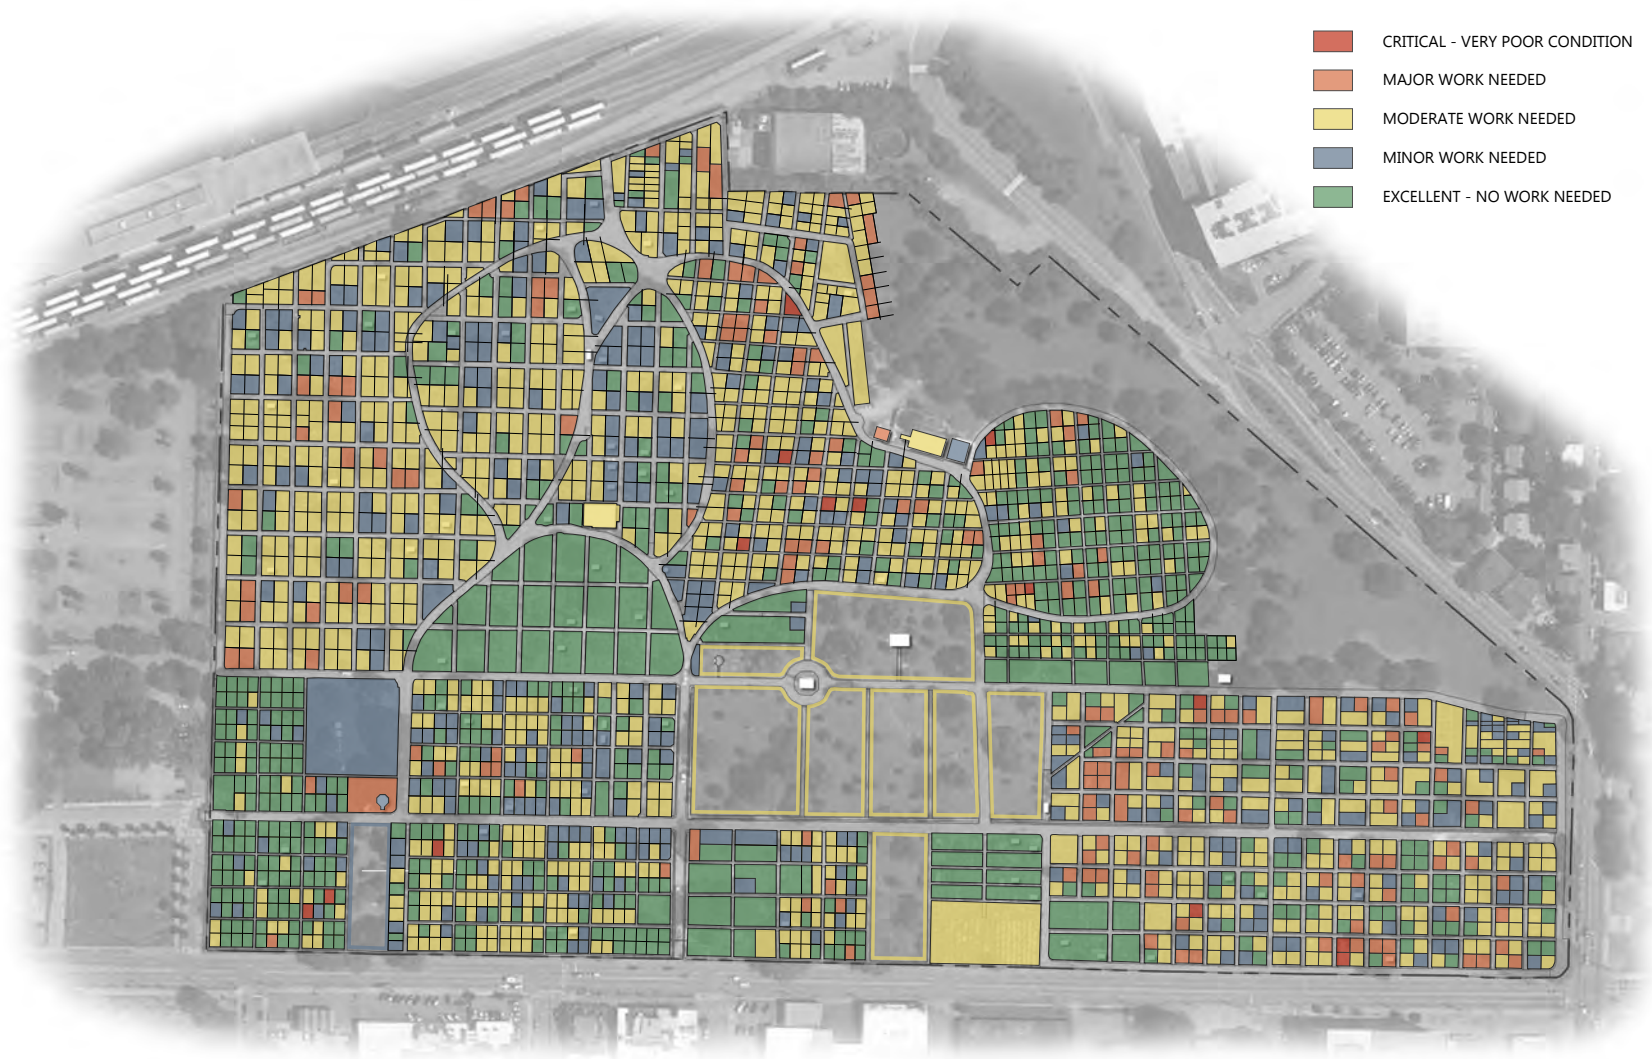 CRITICAL - VERY POOR CONDITION
MAJOR WORK NEEDED
MODERATE WORK NEEDED
MINOR WORK NEEDED
EXCELLENT - NO WORK NEEDED